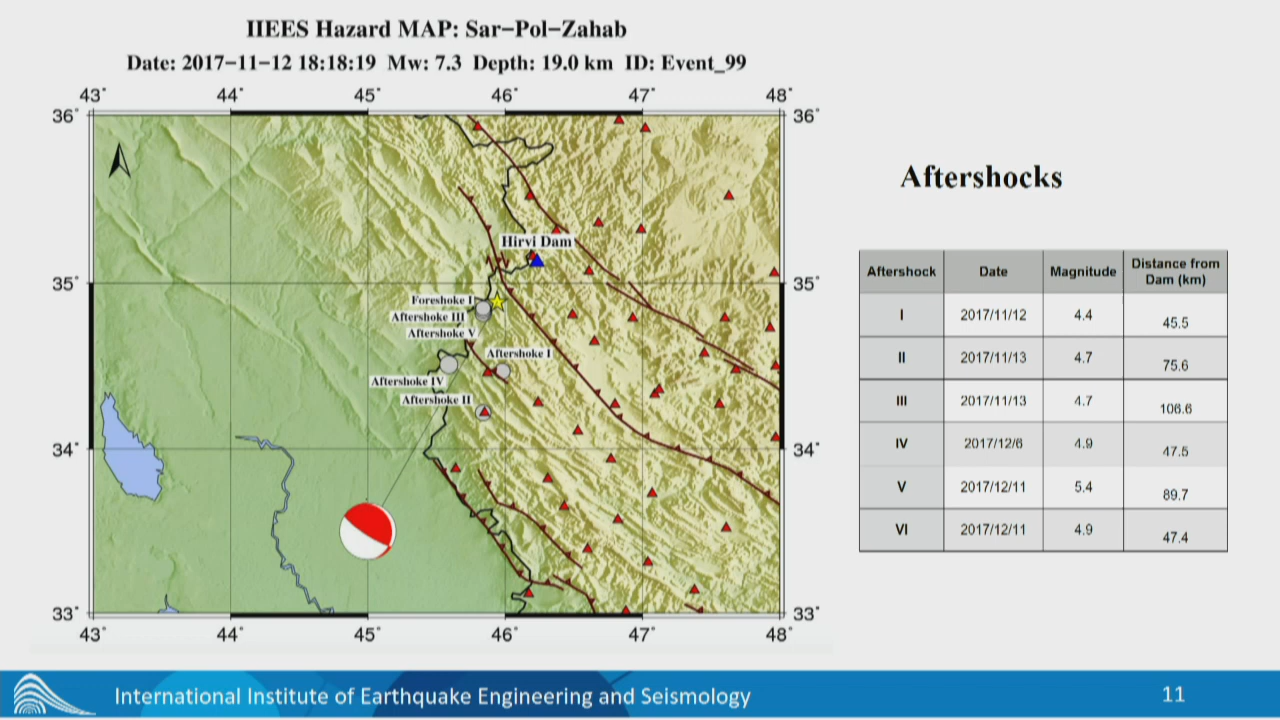 IIEES Hazard MAP: Sar−Pol−Zahab
Date: 2017−11−12 18:18:19 Mw: 7.3 Depth: 19.0 km ID: Event_99
43˚ 44˚ 45˚ 46˚ 47˚ 48˚
36˚ 36˚
Hirvi Dam
35˚ 35˚
Foreshoke I
Aftershoke III
Aftershoke V
Aftershoke I
Aftershoke IV
Aftershoke II
34˚ 34˚
33˚ 33˚
43˚ 44˚ 45˚ 46˚ 47˚ 48˚
Aftershocks
Aftershock Date Magnitude Distance from Dam (km)
I 2017/11/12 4.4 45.5
II 2017/11/13 4.7 75.6
III 2017/11/13 4.7 106.6
IV 2017/12/6 4.9 47.5
V 2017/12/11 5.4 89.7
VI 2017/12/11 4.9 47.4
International Institute of Earthquake Engineering and Seismology
11